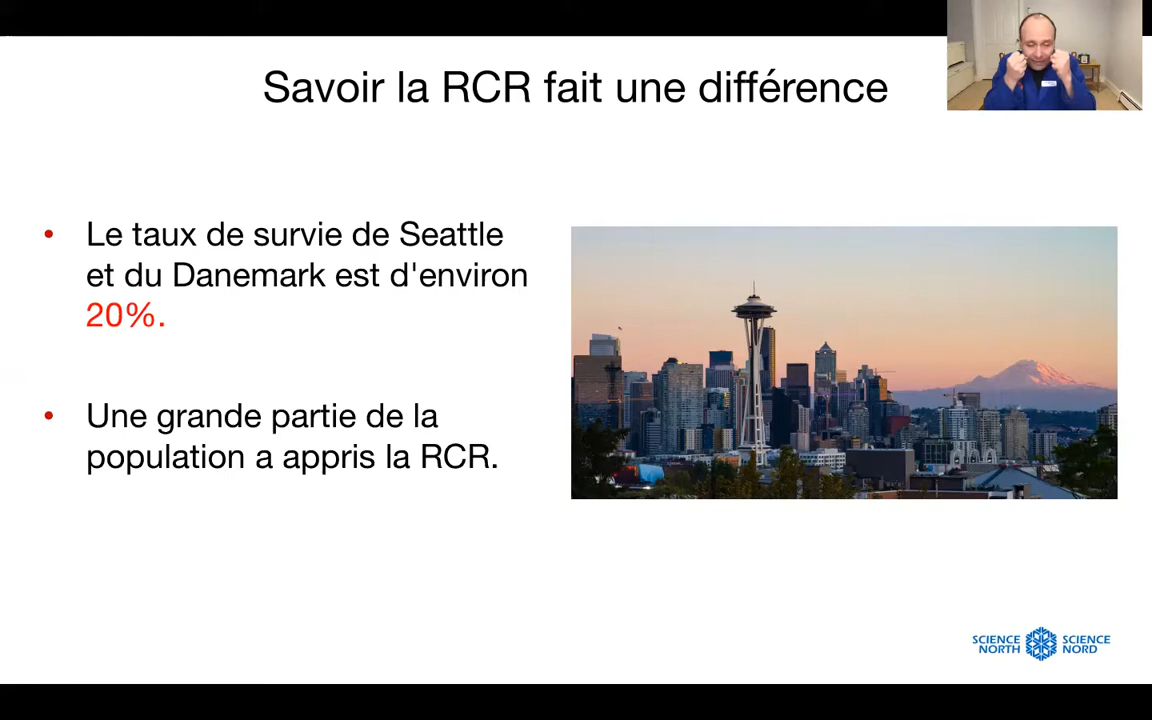 Savoir la RCR fait une différence
• Le taux de survie de Seattle
et du Danemark est d'environ
20%.
• Une grande partie de la
population a appris la RCR.
SCIENCE NORTH SCIENCE NORD